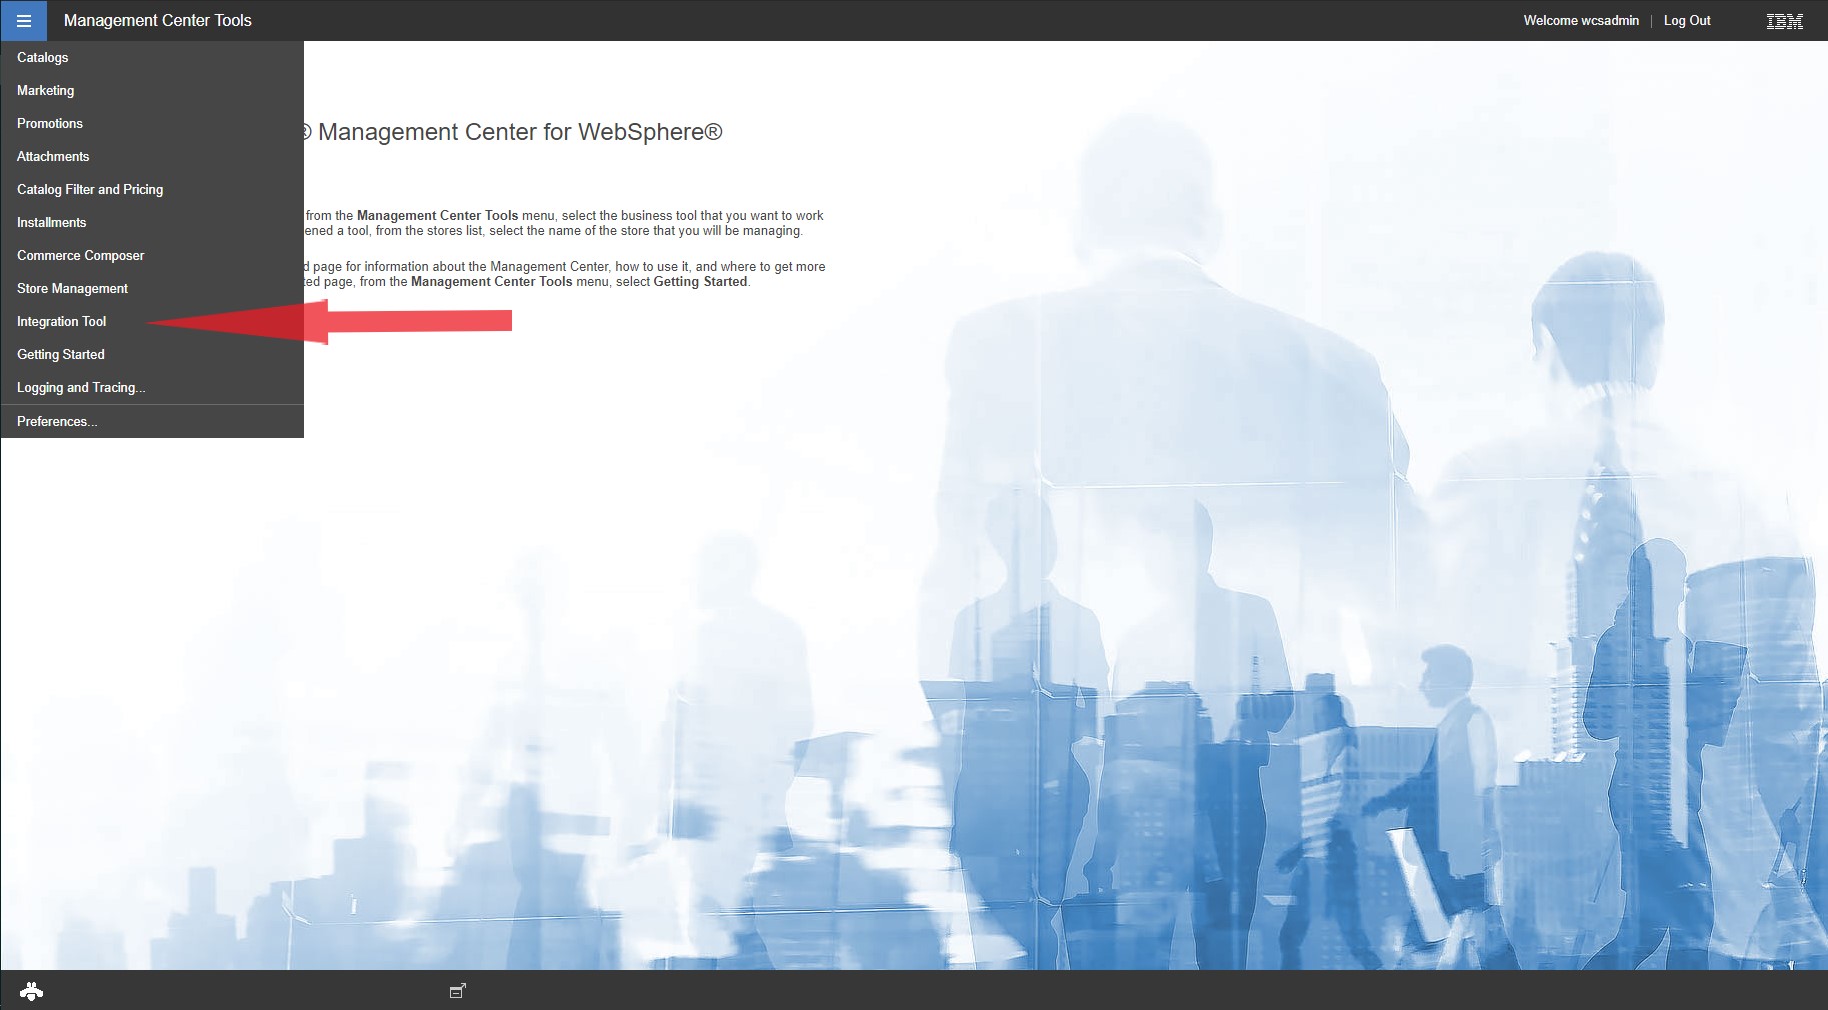 Management Center Tools
Welcome wcsadmin | Log Out
IBM
Catalogs
Marketing
Promotions
Attachments
Catalog Filter and Pricing
Installments
Commerce Composer
Store Management
Integration Tool
Getting Started
Logging and Tracing...
Preferences...
® Management Center for WebSphere®
from the Management Center Tools menu, select the business tool that you want to work
ened a tool, from the stores list, select the name of the store that you will be managing.
d page for information about the Management Center, how to use it, and where to get more
ted page, from the Management Center Tools menu, select Getting Started.